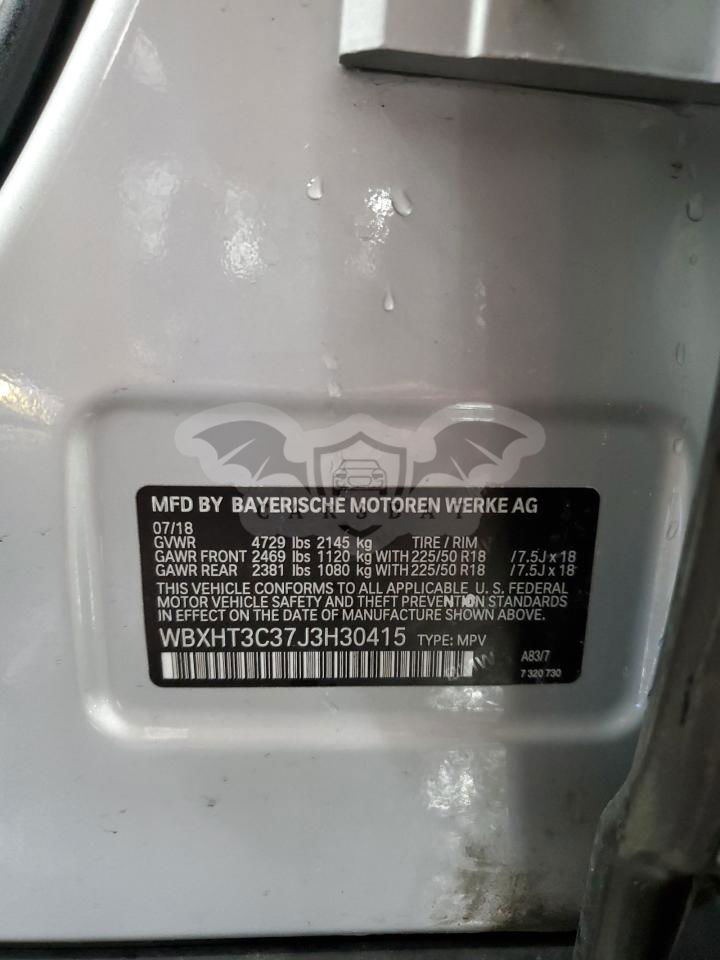 MFD BY BAYERISCHE MOTOREN WERKE AG
CARSBAT
07/18
GVWR 4729 lbs 2145 kg TIRE / RIM
GAWR FRONT 2469 lbs 1120 kg WITH 225/50 R18 /7.5J x 18
GAWR REAR 2381 lbs 1080 kg WITH 225/50 R18 /7.5J x 18
THIS VEHICLE CONFORMS TO ALL APPLICABLE U. S. FEDERAL
MOTOR VEHICLE SAFETY AND THEFT PREVENTION STANDARDS
IN EFFECT ON THE DATE OF MANUFACTURE SHOWN ABOVE.
WBXHT3C37J3H30415 TYPE: MPV
BMW A83/7
7 320 730